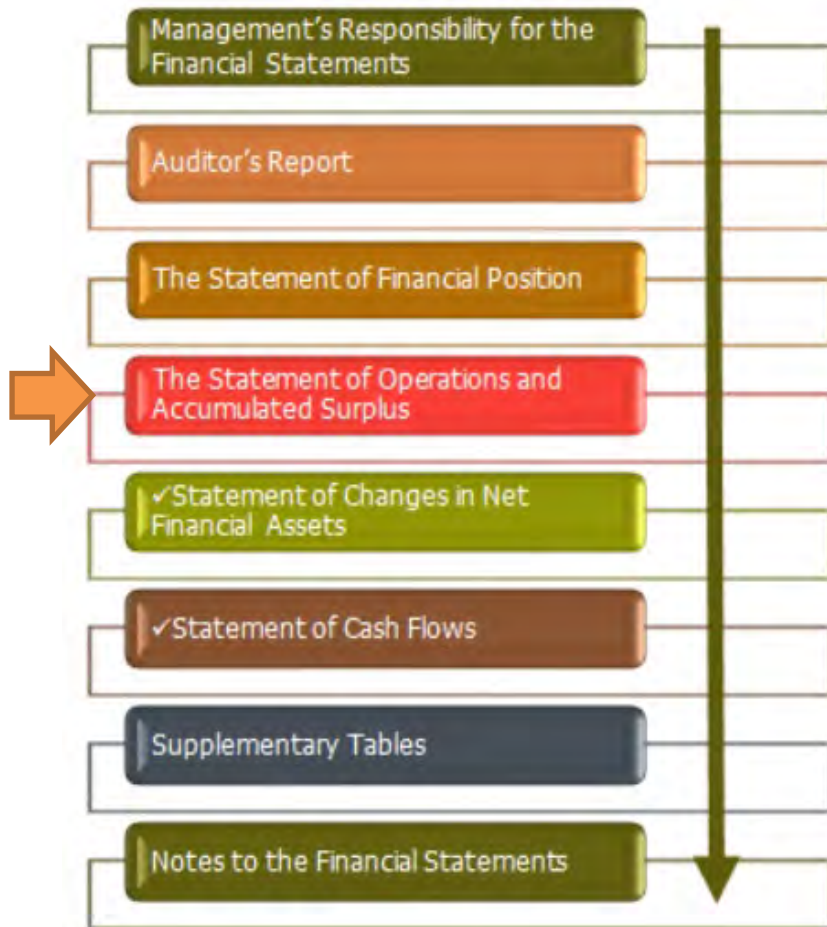 Management’s Responsibility for the
Financial Statements
Auditor’s Report
The Statement of Financial Position
The Statement of Operations and
Accumulated Surplus
✓Statement of Changes in Net
Financial Assets
✓Statement of Cash Flows
Supplementary Tables
Notes to the Financial Statements